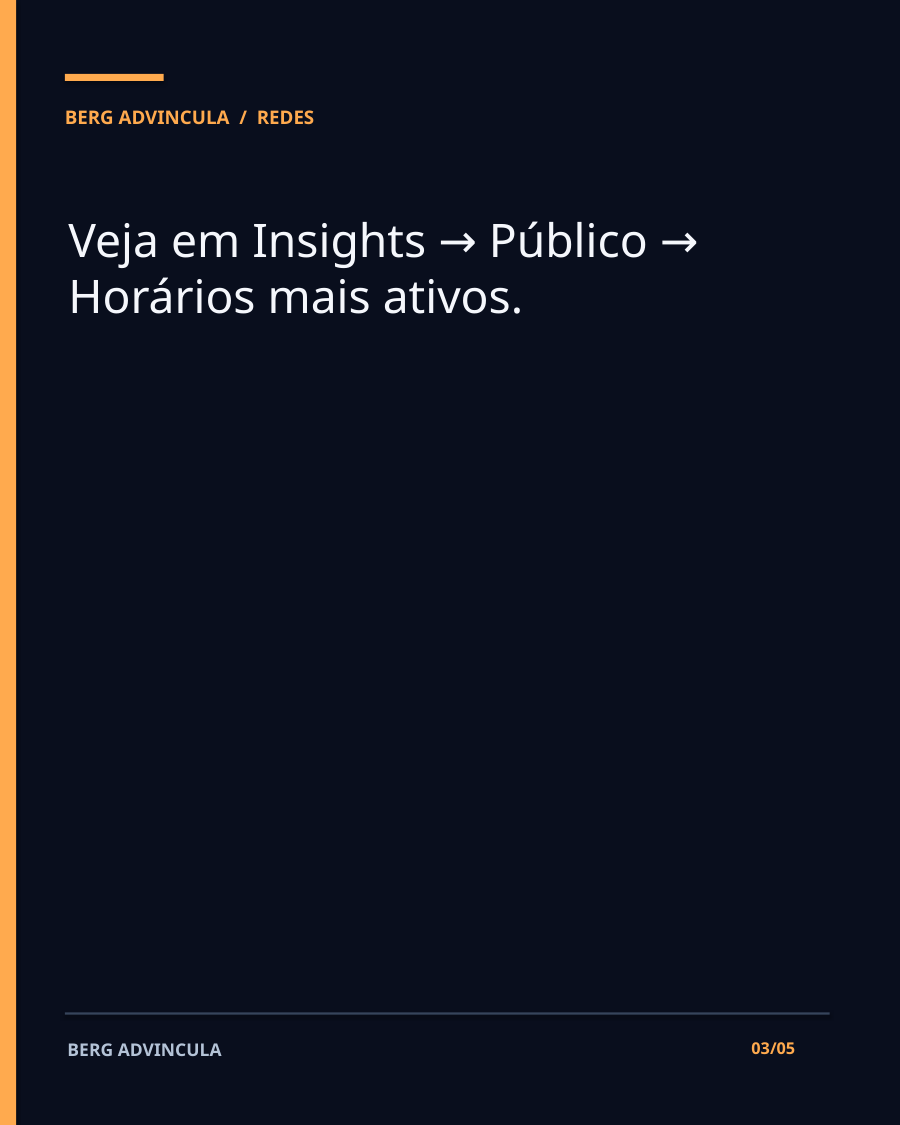 BERG ADVINCULA / REDES
Veja em Insights → Público →
Horários mais ativos.
BERG ADVINCULA
03/05